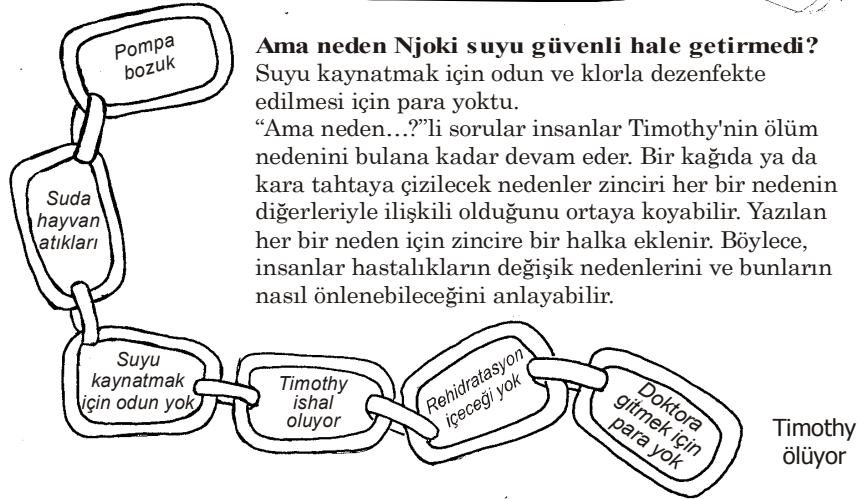 Ama neden Njoki suyu güvenli hale getirmedi?
Suyu kaynatmak için odun ve klorla dezenfekte
edilmesi için para yoktu.
“Ama neden…?”li sorular insanlar Timothy'nin ölüm
nedenini bulana kadar devam eder. Bir kağıda ya da
kara tahtaya çizilecek nedenler zinciri her bir nedenin
diğerleriyle ilişkili olduğunu ortaya koyabilir. Yazılan
her bir neden için zincire bir halka eklenir. Böylece,
insanlar hastalıkların değişik nedenlerini ve bunların
nasıl önlenebileceğini anlayabilir.
Pompa
bozuk
Suda
hayvan
atıkları
Suyu
kaynatmak
için odun yok
Timothy
ishal
oluyor
Rehidratasyon
içeceği yok
Doktora
gitmek için
para yok
Timothy
ölüyor